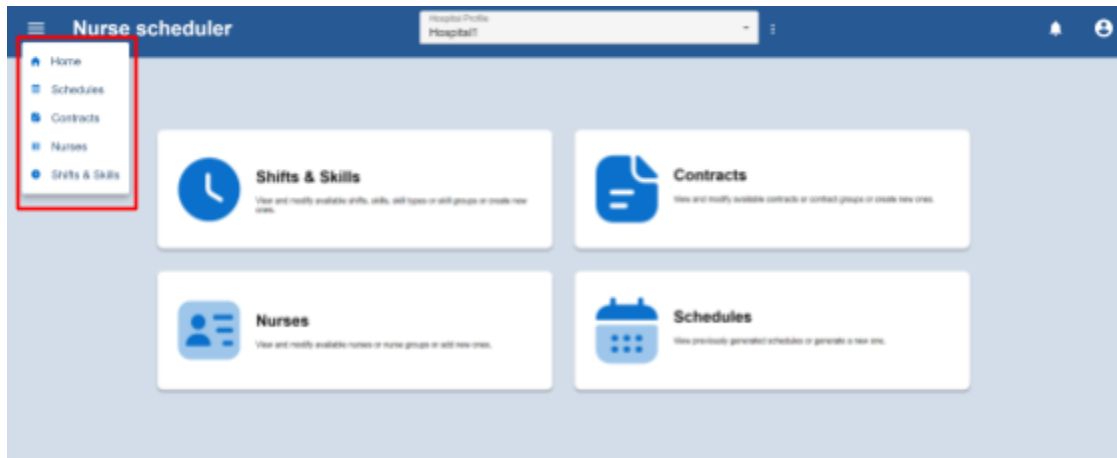 Nurse scheduler
Hospital Profile
Hospital1
Home
Schedules
Contracts
Nurses
Shifts & Skills
Shifts & Skills
View and modify available shifts, skills, skill types or skill groups or create new
ones.
Contracts
View and modify available contracts or contract groups or create new ones.
Nurses
View and modify available nurses or nurse groups or add new ones.
Schedules
View previously generated schedules or generate a new one.